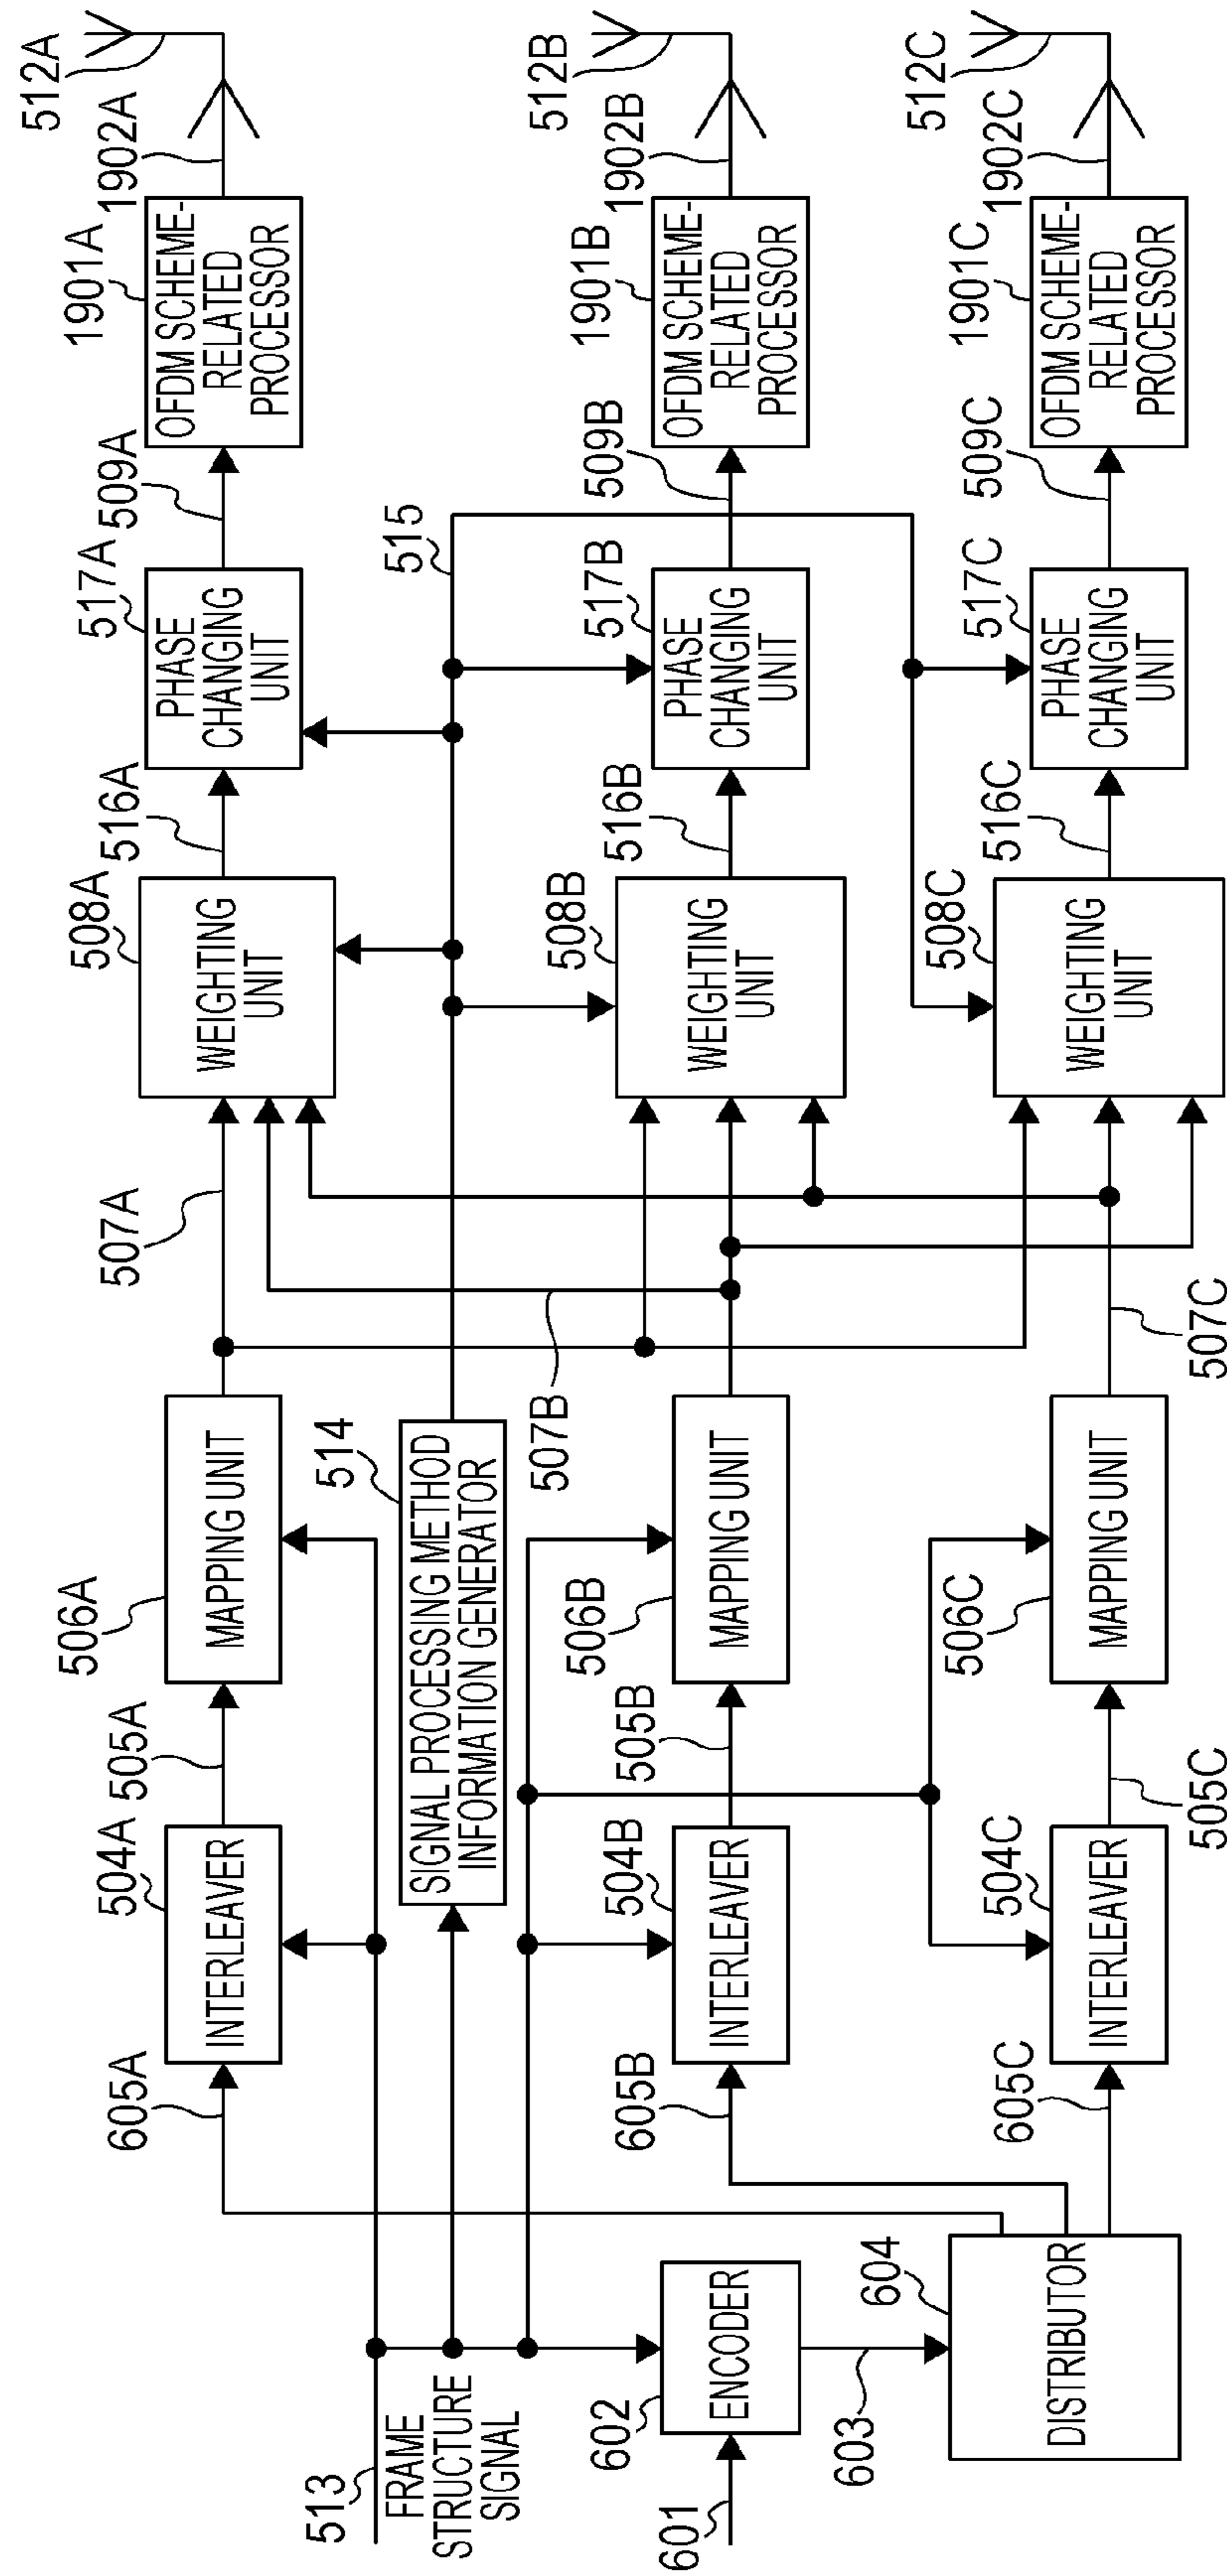 512A
1902A
1901A
OFDM SCHEME-
RELATED
PROCESSOR
509A
517A
PHASE
CHANGING
UNIT
516A
508A
WEIGHTING
UNIT
507A
506A
MAPPING UNIT
505A
504A
INTERLEAVER
605A
515
514
SIGNAL PROCESSING METHOD
INFORMATION GENERATOR
513
FRAME
STRUCTURE
SIGNAL
512B
1902B
1901B
OFDM SCHEME-
RELATED
PROCESSOR
509B
517B
PHASE
CHANGING
UNIT
516B
508B
WEIGHTING
UNIT
507B
506B
MAPPING UNIT
505B
504B
INTERLEAVER
605B
602
ENCODER
601
603
512C
1902C
1901C
OFDM SCHEME-
RELATED
PROCESSOR
509C
517C
PHASE
CHANGING
UNIT
516C
508C
WEIGHTING
UNIT
507C
506C
MAPPING UNIT
505C
504C
INTERLEAVER
605C
604
DISTRIBUTOR